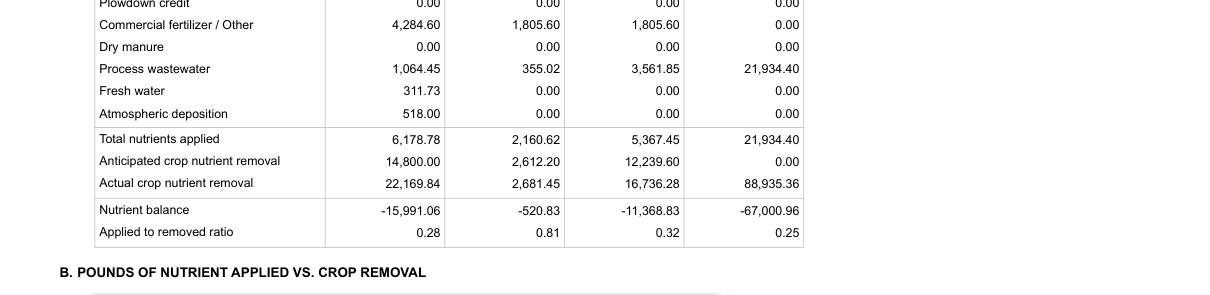 Plowdown credit 0.00 0.00 0.00 0.00
Commercial fertilizer / Other 4,284.60 1,805.60 1,805.60 0.00
Dry manure 0.00 0.00 0.00 0.00
Process wastewater 1,064.45 355.02 3,561.85 21,934.40
Fresh water 311.73 0.00 0.00 0.00
Atmospheric deposition 518.00 0.00 0.00 0.00
Total nutrients applied 6,178.78 2,160.62 5,367.45 21,934.40
Anticipated crop nutrient removal 14,800.00 2,612.20 12,239.60 0.00
Actual crop nutrient removal 22,169.84 2,681.45 16,736.28 88,935.36
Nutrient balance -15,991.06 -520.83 -11,368.83 -67,000.96
Applied to removed ratio 0.28 0.81 0.32 0.25
B. POUNDS OF NUTRIENT APPLIED VS. CROP REMOVAL